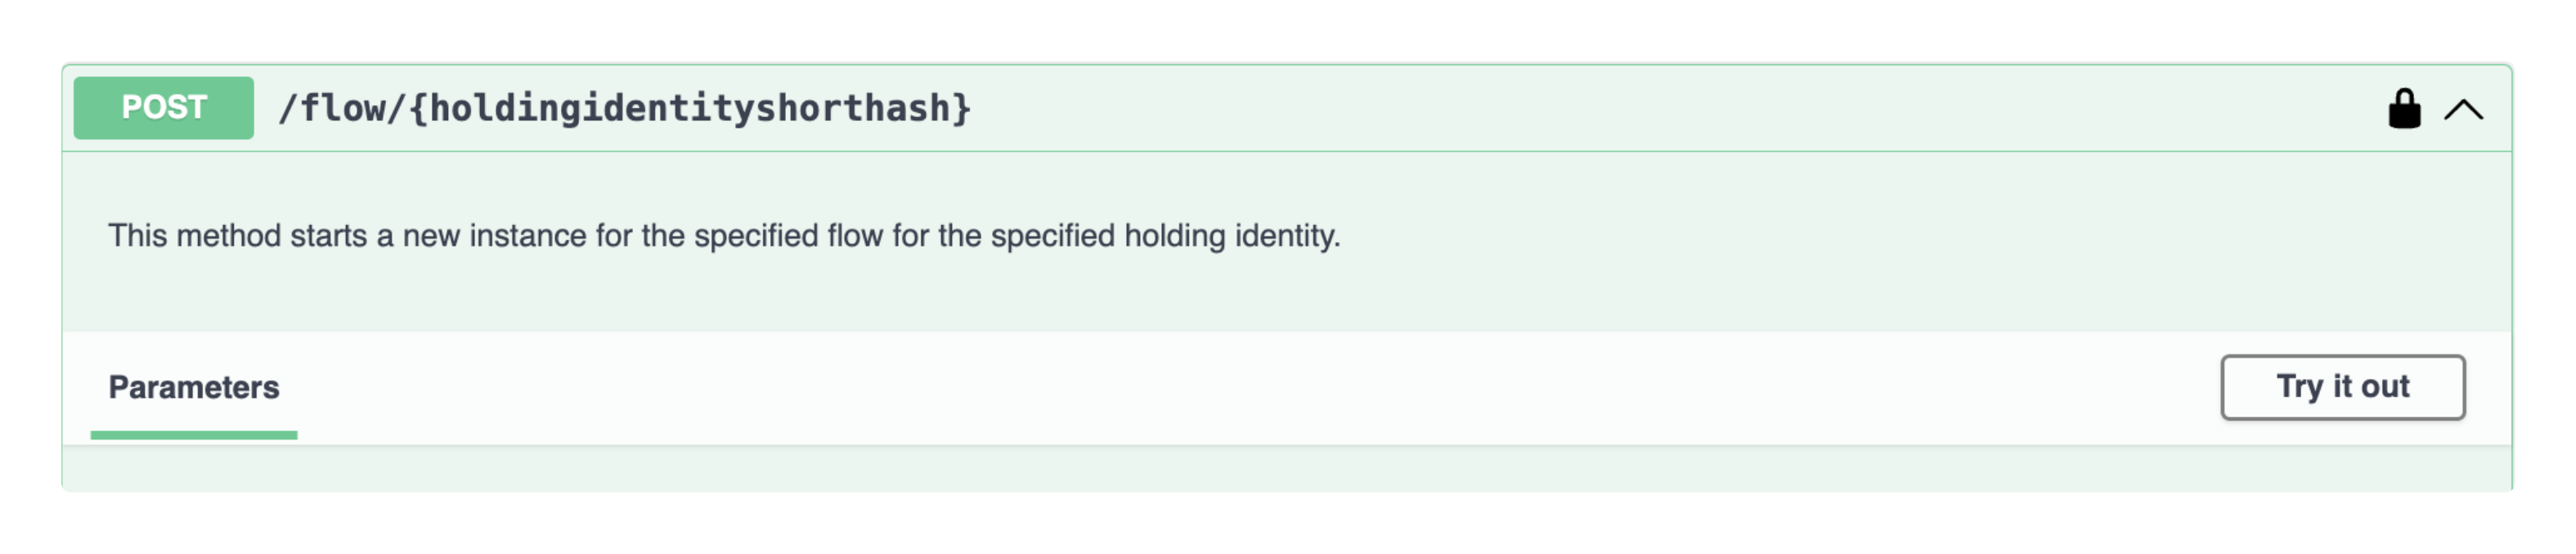 POST /flow/{holdingidentityshorthash}
This method starts a new instance for the specified flow for the specified holding identity.
Parameters
Try it out